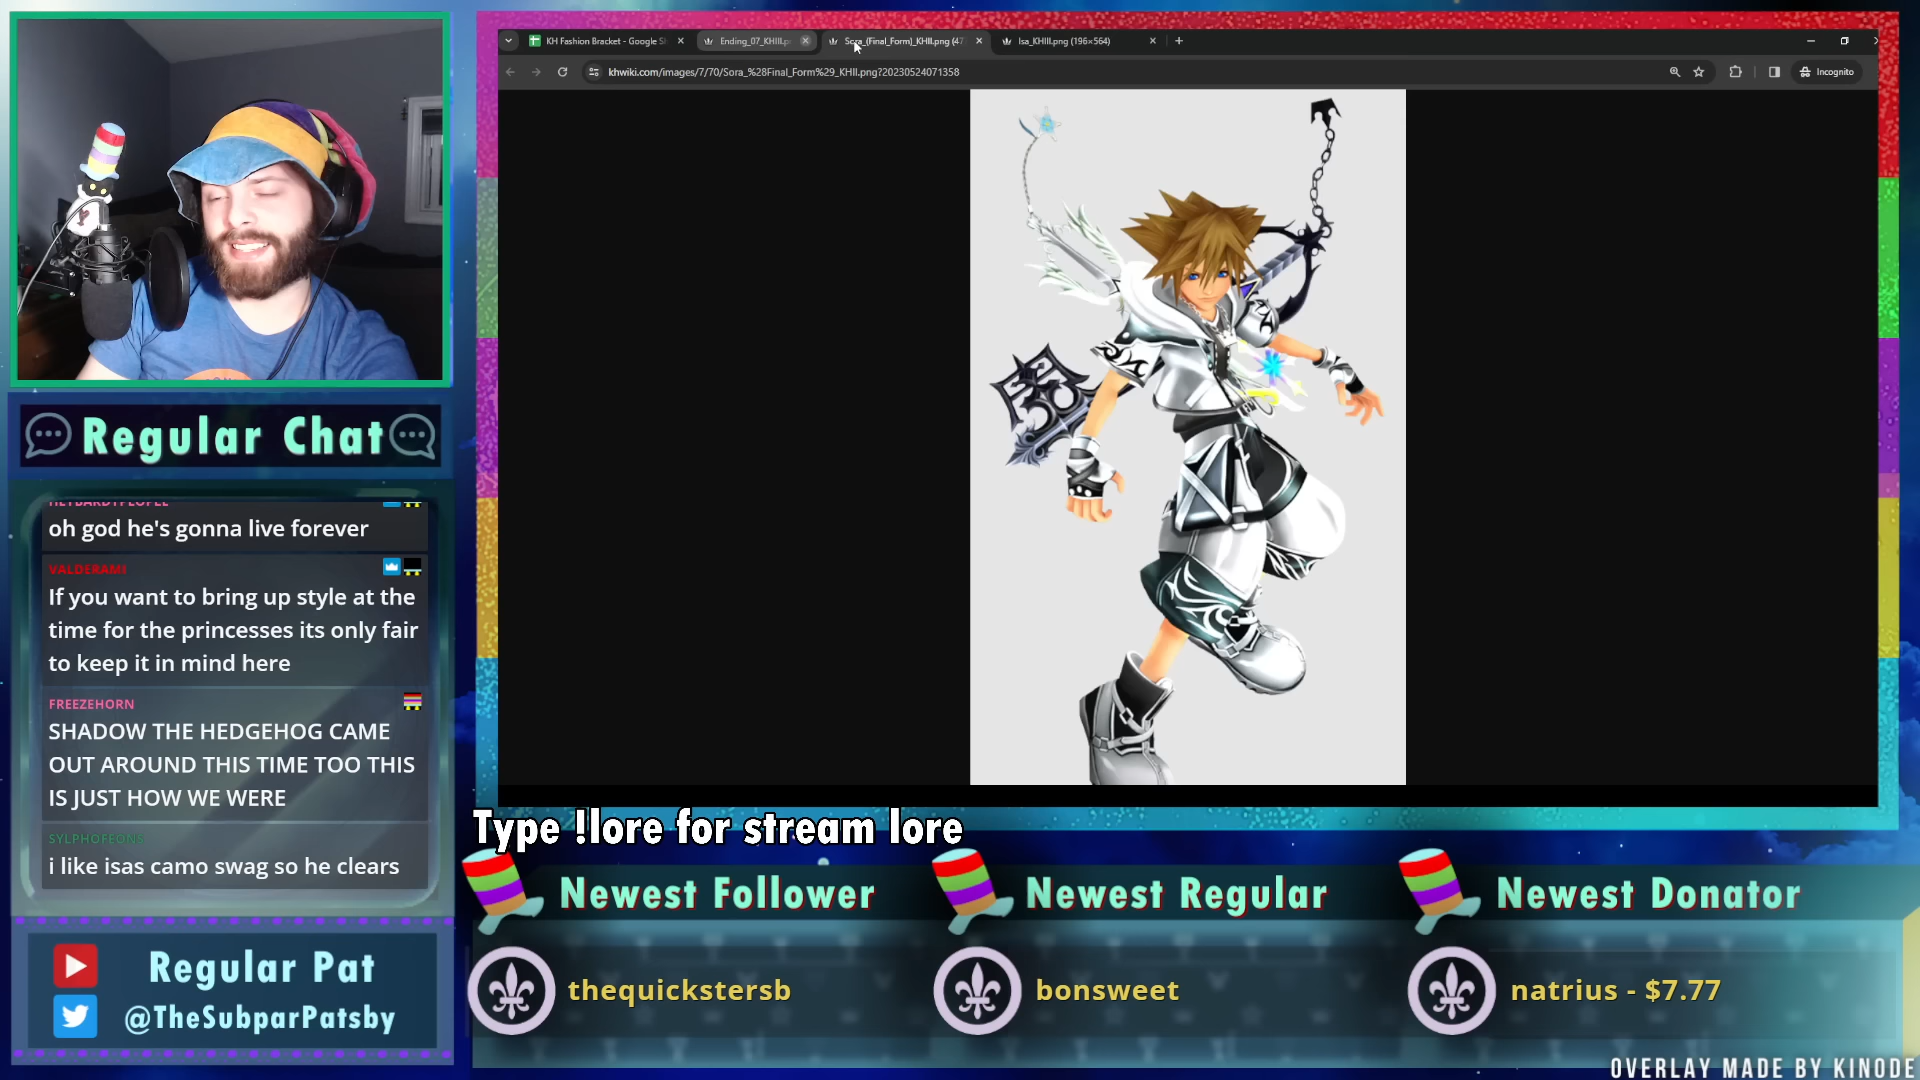 KH Fashion Bracket - Google S
Ending_07_KHIII.p
Sora_(Final_Form)_KHII.png (47
Isa_KHIII.png (196×564)
khwiki.com/images/7/70/Sora_%28Final_Form%29_KHII.png?20230524071358
Incognito
Regular Chat
HEYBARDYPEOPLE
oh god he's gonna live forever
VALDERAMI
If you want to bring up style at the
time for the princesses its only fair
to keep it in mind here
FREEZEHORN
SHADOW THE HEDGEHOG CAME
OUT AROUND THIS TIME TOO THIS
IS JUST HOW WE WERE
SYLPHOFEONS
i like isas camo swag so he clears
Regular Pat
@TheSubparPatsby
Type !lore for stream lore
Newest Follower
thequickstersb
Newest Regular
bonsweet
Newest Donator
natrius - $7.77
OVERLAY MADE BY KINODE